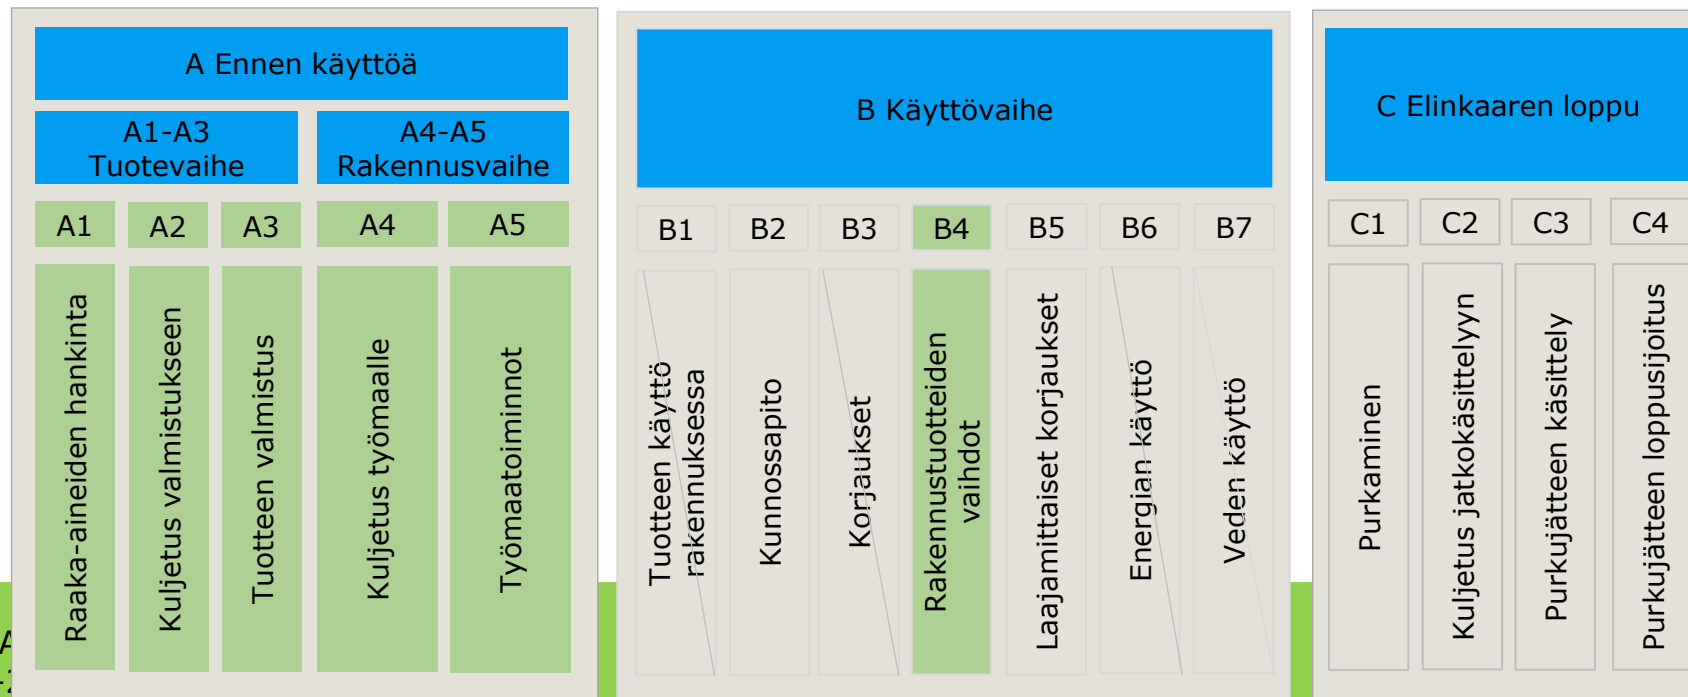 A Ennen käyttöä
A1-A3
Tuotevaihe
A4-A5
Rakennusvaihe
A1
A2
A3
A4
A5
Raaka-aineiden hankinta
Kuljetus valmistukseen
Tuotteen valmistus
Kuljetus työmaalle
Työmaatoiminnot
B Käyttövaihe
B1
B2
B3
B4
B5
B6
B7
Tuotteen käyttö
rakennuksessa
Kunnossapito
Korjaukset
Rakennustuotteiden
vaihdot
Laajamittaiset korjaukset
Energian käyttö
Veden käyttö
C Elinkaaren loppu
C1
C2
C3
C4
Purkaminen
Kuljetus jatkokäsittelyyn
Purkujätteen käsittely
Purkujätteen loppusijoitus